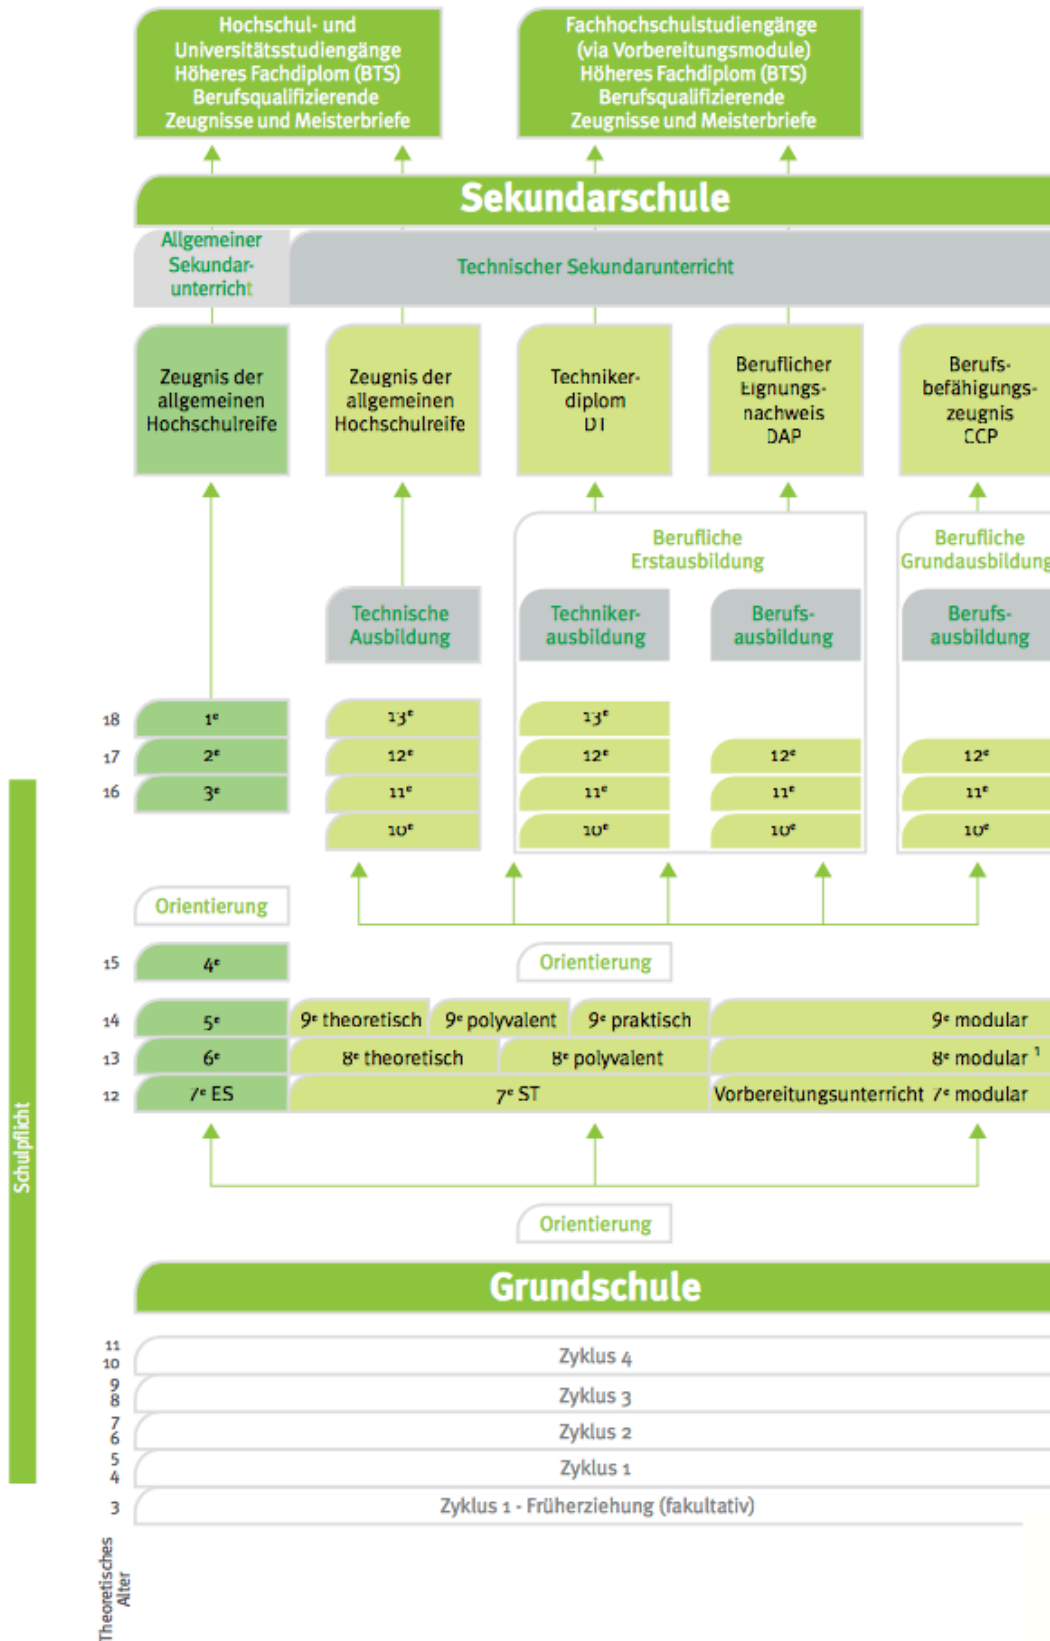 Hochschul- und
Universitätsstudiengänge
Höheres Fachdiplom (BTS)
Berufsqualifizierende
Zeugnisse und Meisterbriefe
Fachhochschulstudiengänge
(via Vorbereitungsmodule)
Höheres Fachdiplom (BTS)
Berufsqualifizierende
Zeugnisse und Meisterbriefe
Sekundarschule
Allgemeiner
Sekundar-
unterricht
Technischer Sekundarunterricht
Zeugnis der
allgemeinen
Hochschulreife
Zeugnis der
allgemeinen
Hochschulreife
Techniker-
diplom
DT
Beruflicher
Eignungs-
nachweis
DAP
Berufs-
befähigungs-
zeugnis
CCP
Berufliche
Erstausbildung
Berufliche
Grundausbildung
Technische
Ausbildung
Techniker-
ausbildung
Berufs-
ausbildung
Berufs-
ausbildung
18 1e 13e 13e
17 2e 12e 12e 12e 12e
16 3e 11e 11e 11e 11e
10e 10e 10e 10e
Orientierung
15 4e
Orientierung
14 5e 9e theoretisch 9e polyvalent 9e praktisch 9e modular
13 6e 8e theoretisch 8e polyvalent 8e modular 1
12 7e ES 7e ST Vorbereitungsunterricht 7e modular
Schulpflicht
Orientierung
Grundschule
11
10
Zyklus 4
9
8
Zyklus 3
7
6
Zyklus 2
5
4
Zyklus 1
3 Zyklus 1 - Früherziehung (fakultativ)
Theoretisches
Alter